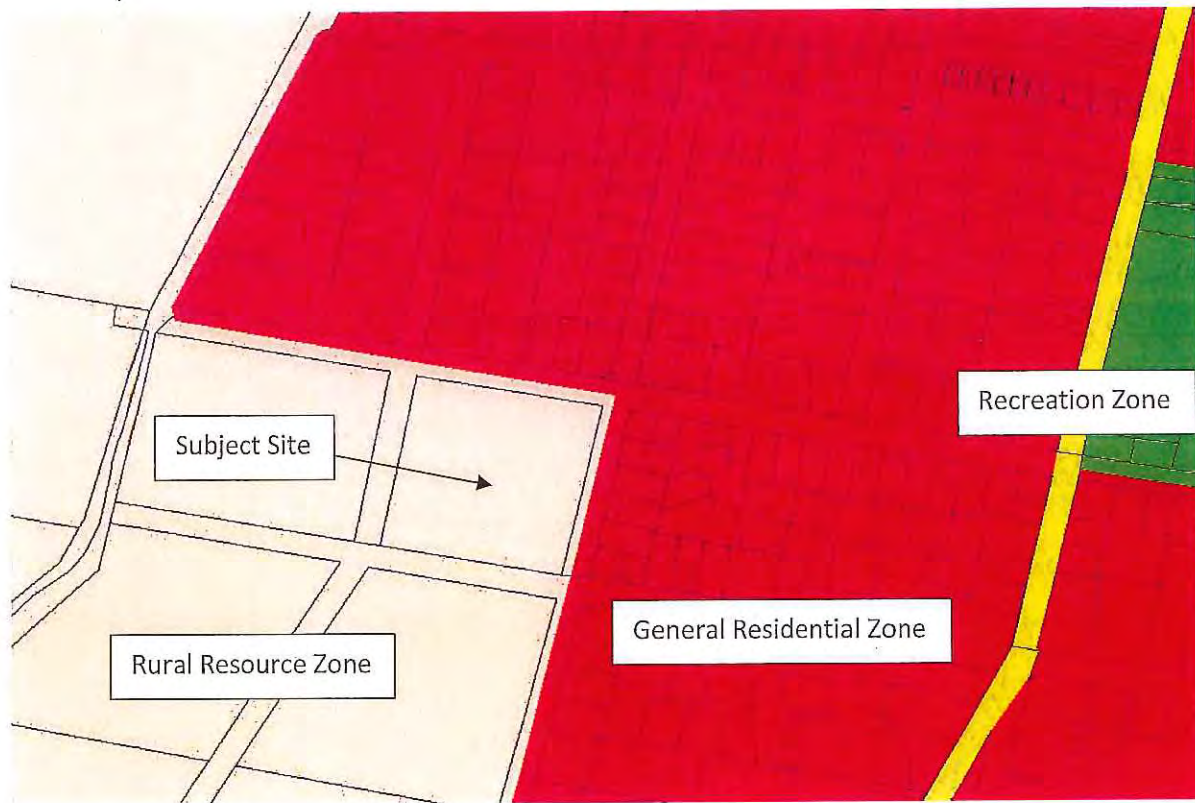 Recreation Zone
Subject Site
General Residential Zone
Rural Resource Zone